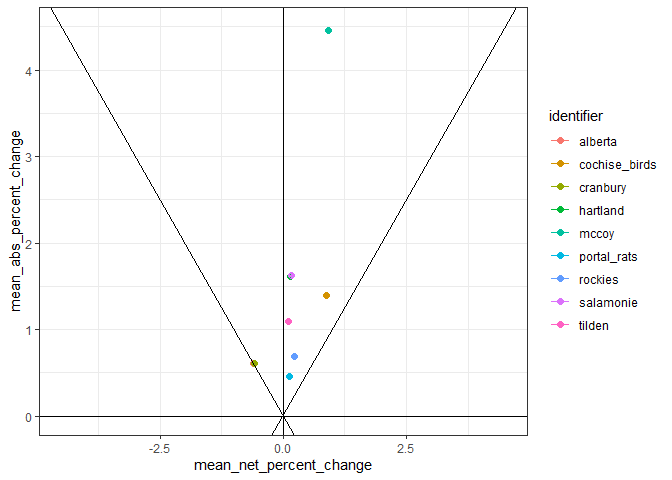 mean_abs_percent_change
4
3
2
1
0
-2.5
0.0
2.5
mean_net_percent_change
identifier
alberta
cochise_birds
cranbury
hartland
mccoy
portal_rats
rockies
salamonie
tilden